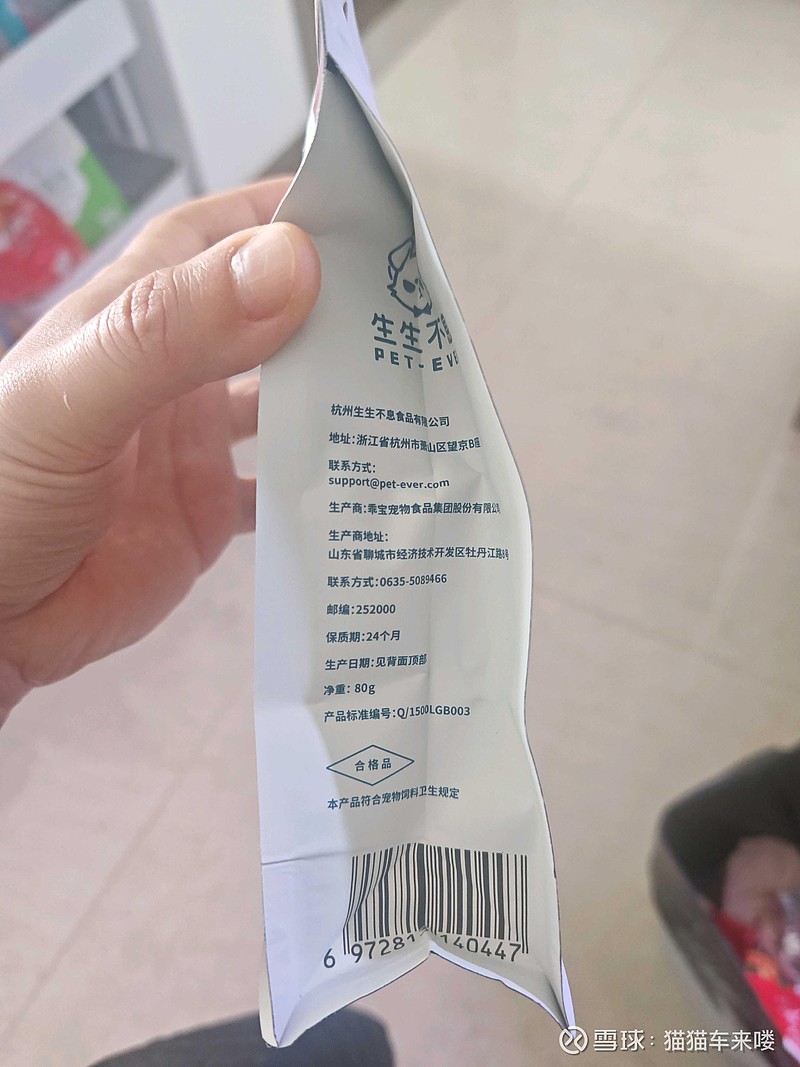 生生不
PET-EVE
杭州生生不息食品有限公司
地址:浙江省杭州市萧山区望京B座
联系方式:
support@pet-ever.com
生产商:乖宝宠物食品集团股份有限公司
生产商地址:
山东省聊城市经济技术开发区牡丹江路8号
联系方式:0635-5089466
邮编:252000
保质期:24个月
生产日期:见背面顶部
净重: 80g
产品标准编号:Q/1500LGB003
合格品
本产品符合宠物饲料卫生规定
6 97281 140447
雪球:猫猫车来喽